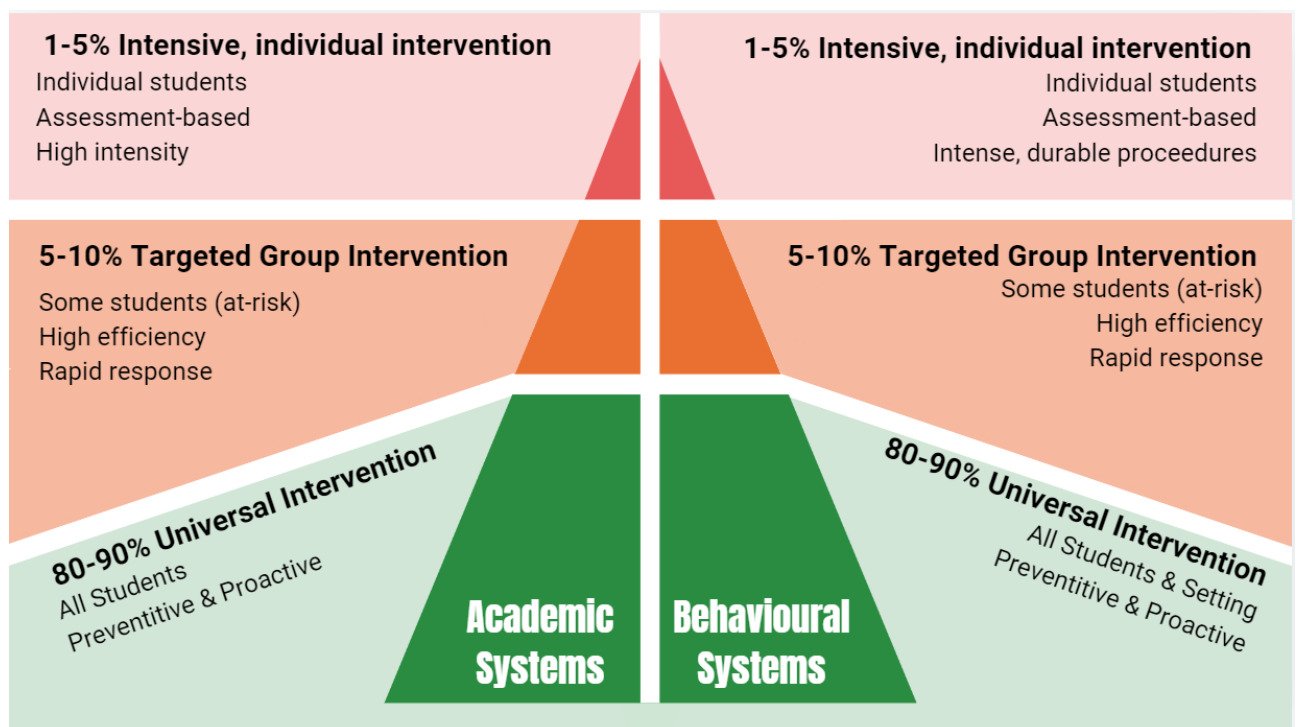 1-5% Intensive, individual intervention
Individual students
Assessment-based
High intensity
1-5% Intensive, individual intervention
Individual students
Assessment-based
Intense, durable proceedures
5-10% Targeted Group Intervention
Some students (at-risk)
High efficiency
Rapid response
5-10% Targeted Group Intervention
Some students (at-risk)
High efficiency
Rapid response
80-90% Universal Intervention
All Students
Preventitive & Proactive
80-90% Universal Intervention
All Students & Setting
Preventitive & Proactive
Academic
Systems
Behavioural
Systems